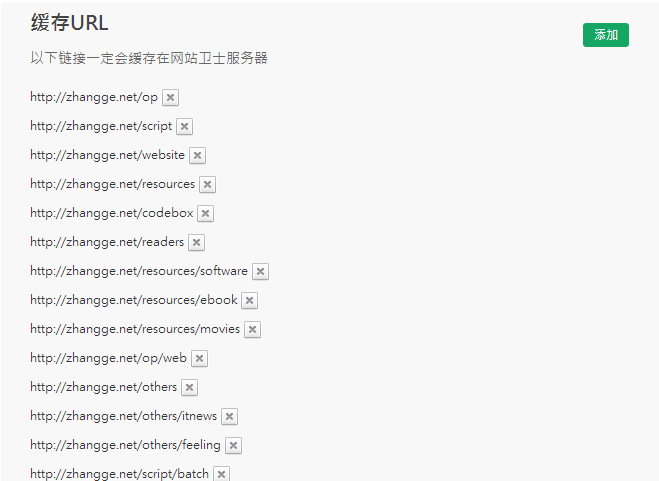 缓存URL
添加
以下链接一定会缓存在网站卫士服务器
http://zhangge.net/op
http://zhangge.net/script
http://zhangge.net/website
http://zhangge.net/resources
http://zhangge.net/codebox
http://zhangge.net/readers
http://zhangge.net/resources/software
http://zhangge.net/resources/ebook
http://zhangge.net/resources/movies
http://zhangge.net/op/web
http://zhangge.net/others
http://zhangge.net/others/itnews
http://zhangge.net/others/feeling
http://zhangge.net/script/batch